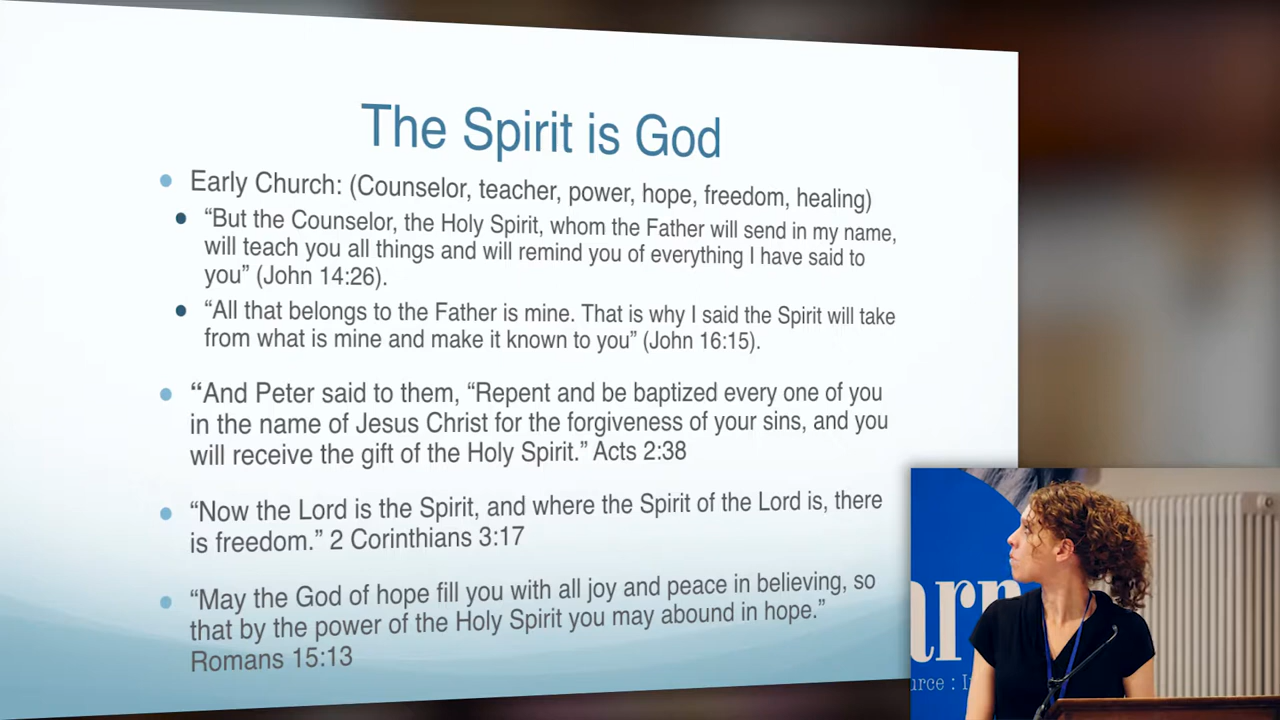 The Spirit is God
Early Church: (Counselor, teacher, power, hope, freedom, healing)
“But the Counselor, the Holy Spirit, whom the Father will send in my name,
will teach you all things and will remind you of everything I have said to
you” (John 14:26).
“All that belongs to the Father is mine. That is why I said the Spirit will take
from what is mine and make it known to you” (John 16:15).
“And Peter said to them, “Repent and be baptized every one of you
in the name of Jesus Christ for the forgiveness of your sins, and you
will receive the gift of the Holy Spirit.” Acts 2:38
“Now the Lord is the Spirit, and where the Spirit of the Lord is, there
is freedom.” 2 Corinthians 3:17
“May the God of hope fill you with all joy and peace in believing, so
that by the power of the Holy Spirit you may abound in hope.”
Romans 15:13